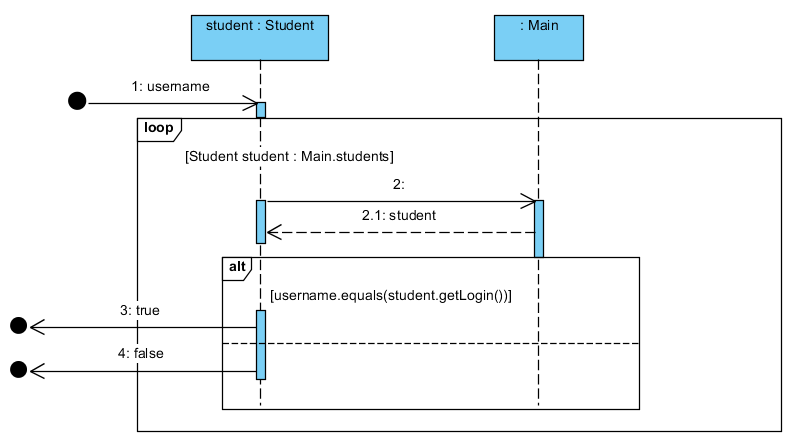 student : Student
: Main
1: username
loop
[Student student : Main.students]
2:
2.1: student
alt
[username.equals(student.getLogin())]
3: true
4: false